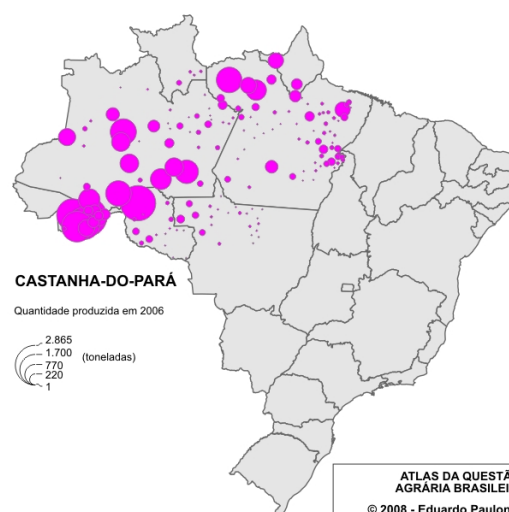 CASTANHA-DO-PARÁ
Quantidade produzida em 2006
2.865
1.700
770
220
1
(toneladas)
ATLAS DA QUESTÃ
AGRÁRIA BRASILEI
© 2008 - Eduardo Paulon